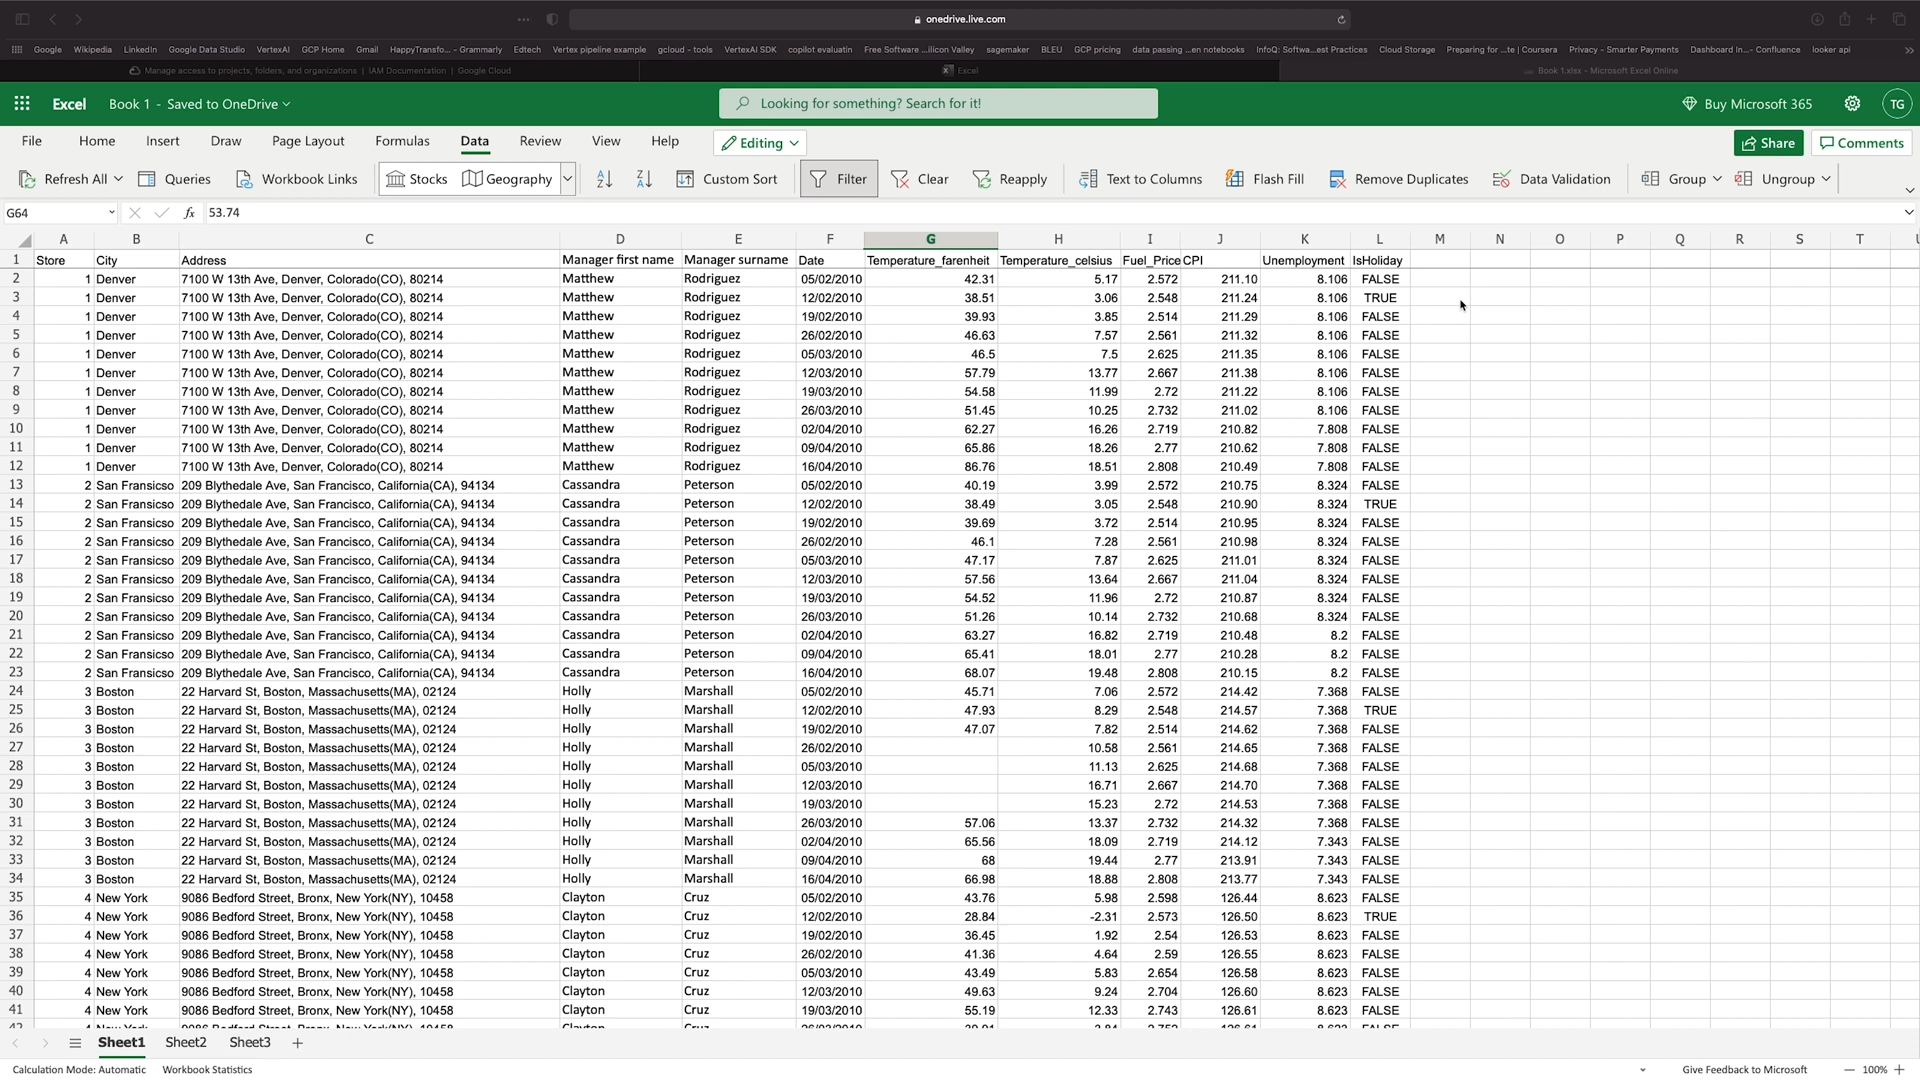 onedrive.live.com
Google Wikipedia LinkedIn Google Data Studio VertexAI GCP Home Gmail HappyTransfo... - Grammarly Edtech Vertex pipeline example gcloud - tools VertexAI SDK copilot evaluatin Free Software ...ilicon Valley sagemaker BLEU GCP pricing data passing ...en notebooks InfoQ: Softwa...est Practices Cloud Storage Preparing for ...te | Coursera Privacy - Smarter Payments Dashboard In...- Confluence looker api
Manage access to projects, folders, and organizations | IAM Documentation | Google Cloud Excel Book 1.xlsx - Microsoft Excel Online
Excel Book 1 - Saved to OneDrive Looking for something? Search for it! Buy Microsoft 365 TG
File Home Insert Draw Page Layout Formulas Data Review View Help Editing Share Comments
Refresh All Queries Workbook Links Stocks Geography Custom Sort Filter Clear Reapply Text to Columns Flash Fill Remove Duplicates Data Validation Group Ungroup
G64 fx 53.74
A B C D E F G H I J K L M N O P Q R S T
1 Store City Address Manager first name Manager surname Date Temperature_farenheit Temperature_celsius Fuel_Price CPI Unemployment IsHoliday
2 1 Denver 7100 W 13th Ave, Denver, Colorado(CO), 80214 Matthew Rodriguez 05/02/2010 42.31 5.17 2.572 211.10 8.106 FALSE
3 1 Denver 7100 W 13th Ave, Denver, Colorado(CO), 80214 Matthew Rodriguez 12/02/2010 38.51 3.06 2.548 211.24 8.106 TRUE
4 1 Denver 7100 W 13th Ave, Denver, Colorado(CO), 80214 Matthew Rodriguez 19/02/2010 39.93 3.85 2.514 211.29 8.106 FALSE
5 1 Denver 7100 W 13th Ave, Denver, Colorado(CO), 80214 Matthew Rodriguez 26/02/2010 46.63 7.57 2.561 211.32 8.106 FALSE
6 1 Denver 7100 W 13th Ave, Denver, Colorado(CO), 80214 Matthew Rodriguez 05/03/2010 46.5 7.5 2.625 211.35 8.106 FALSE
7 1 Denver 7100 W 13th Ave, Denver, Colorado(CO), 80214 Matthew Rodriguez 12/03/2010 57.79 13.77 2.667 211.38 8.106 FALSE
8 1 Denver 7100 W 13th Ave, Denver, Colorado(CO), 80214 Matthew Rodriguez 19/03/2010 54.58 11.99 2.72 211.22 8.106 FALSE
9 1 Denver 7100 W 13th Ave, Denver, Colorado(CO), 80214 Matthew Rodriguez 26/03/2010 51.45 10.25 2.732 211.02 8.106 FALSE
10 1 Denver 7100 W 13th Ave, Denver, Colorado(CO), 80214 Matthew Rodriguez 02/04/2010 62.27 16.26 2.719 210.82 7.808 FALSE
11 1 Denver 7100 W 13th Ave, Denver, Colorado(CO), 80214 Matthew Rodriguez 09/04/2010 65.86 18.26 2.77 210.62 7.808 FALSE
12 1 Denver 7100 W 13th Ave, Denver, Colorado(CO), 80214 Matthew Rodriguez 16/04/2010 86.76 18.51 2.808 210.49 7.808 FALSE
13 2 San Fransicso 209 Blythedale Ave, San Francisco, California(CA), 94134 Cassandra Peterson 05/02/2010 40.19 3.99 2.572 210.75 8.324 FALSE
14 2 San Fransicso 209 Blythedale Ave, San Francisco, California(CA), 94134 Cassandra Peterson 12/02/2010 38.49 3.05 2.548 210.90 8.324 TRUE
15 2 San Fransicso 209 Blythedale Ave, San Francisco, California(CA), 94134 Cassandra Peterson 19/02/2010 39.69 3.72 2.514 210.95 8.324 FALSE
16 2 San Fransicso 209 Blythedale Ave, San Francisco, California(CA), 94134 Cassandra Peterson 26/02/2010 46.1 7.28 2.561 210.98 8.324 FALSE
17 2 San Fransicso 209 Blythedale Ave, San Francisco, California(CA), 94134 Cassandra Peterson 05/03/2010 47.17 7.87 2.625 211.01 8.324 FALSE
18 2 San Fransicso 209 Blythedale Ave, San Francisco, California(CA), 94134 Cassandra Peterson 12/03/2010 57.56 13.64 2.667 211.04 8.324 FALSE
19 2 San Fransicso 209 Blythedale Ave, San Francisco, California(CA), 94134 Cassandra Peterson 19/03/2010 54.52 11.96 2.72 210.87 8.324 FALSE
20 2 San Fransicso 209 Blythedale Ave, San Francisco, California(CA), 94134 Cassandra Peterson 26/03/2010 51.26 10.14 2.732 210.68 8.324 FALSE
21 2 San Fransicso 209 Blythedale Ave, San Francisco, California(CA), 94134 Cassandra Peterson 02/04/2010 63.27 16.82 2.719 210.48 8.2 FALSE
22 2 San Fransicso 209 Blythedale Ave, San Francisco, California(CA), 94134 Cassandra Peterson 09/04/2010 65.41 18.01 2.77 210.28 8.2 FALSE
23 2 San Fransicso 209 Blythedale Ave, San Francisco, California(CA), 94134 Cassandra Peterson 16/04/2010 68.07 19.48 2.808 210.15 8.2 FALSE
24 3 Boston 22 Harvard St, Boston, Massachusetts(MA), 02124 Holly Marshall 05/02/2010 45.71 7.06 2.572 214.42 7.368 FALSE
25 3 Boston 22 Harvard St, Boston, Massachusetts(MA), 02124 Holly Marshall 12/02/2010 47.93 8.29 2.548 214.57 7.368 TRUE
26 3 Boston 22 Harvard St, Boston, Massachusetts(MA), 02124 Holly Marshall 19/02/2010 47.07 7.82 2.514 214.62 7.368 FALSE
27 3 Boston 22 Harvard St, Boston, Massachusetts(MA), 02124 Holly Marshall 26/02/2010 10.58 2.561 214.65 7.368 FALSE
28 3 Boston 22 Harvard St, Boston, Massachusetts(MA), 02124 Holly Marshall 05/03/2010 11.13 2.625 214.68 7.368 FALSE
29 3 Boston 22 Harvard St, Boston, Massachusetts(MA), 02124 Holly Marshall 12/03/2010 16.71 2.667 214.70 7.368 FALSE
30 3 Boston 22 Harvard St, Boston, Massachusetts(MA), 02124 Holly Marshall 19/03/2010 15.23 2.72 214.53 7.368 FALSE
31 3 Boston 22 Harvard St, Boston, Massachusetts(MA), 02124 Holly Marshall 26/03/2010 57.06 13.37 2.732 214.32 7.368 FALSE
32 3 Boston 22 Harvard St, Boston, Massachusetts(MA), 02124 Holly Marshall 02/04/2010 65.56 18.09 2.719 214.12 7.343 FALSE
33 3 Boston 22 Harvard St, Boston, Massachusetts(MA), 02124 Holly Marshall 09/04/2010 68 19.44 2.77 213.91 7.343 FALSE
34 3 Boston 22 Harvard St, Boston, Massachusetts(MA), 02124 Holly Marshall 16/04/2010 66.98 18.88 2.808 213.77 7.343 FALSE
35 4 New York 9086 Bedford Street, Bronx, New York(NY), 10458 Clayton Cruz 05/02/2010 43.76 5.98 2.598 126.44 8.623 FALSE
36 4 New York 9086 Bedford Street, Bronx, New York(NY), 10458 Clayton Cruz 12/02/2010 28.84 -2.31 2.573 126.50 8.623 TRUE
37 4 New York 9086 Bedford Street, Bronx, New York(NY), 10458 Clayton Cruz 19/02/2010 36.45 1.92 2.54 126.53 8.623 FALSE
38 4 New York 9086 Bedford Street, Bronx, New York(NY), 10458 Clayton Cruz 26/02/2010 41.36 4.64 2.59 126.55 8.623 FALSE
39 4 New York 9086 Bedford Street, Bronx, New York(NY), 10458 Clayton Cruz 05/03/2010 43.49 5.83 2.654 126.58 8.623 FALSE
40 4 New York 9086 Bedford Street, Bronx, New York(NY), 10458 Clayton Cruz 12/03/2010 49.63 9.24 2.704 126.60 8.623 FALSE
41 4 New York 9086 Bedford Street, Bronx, New York(NY), 10458 Clayton Cruz 19/03/2010 55.19 12.33 2.743 126.61 8.623 FALSE
Sheet1 Sheet2 Sheet3
Calculation Mode: Automatic Workbook Statistics Give Feedback to Microsoft 100%